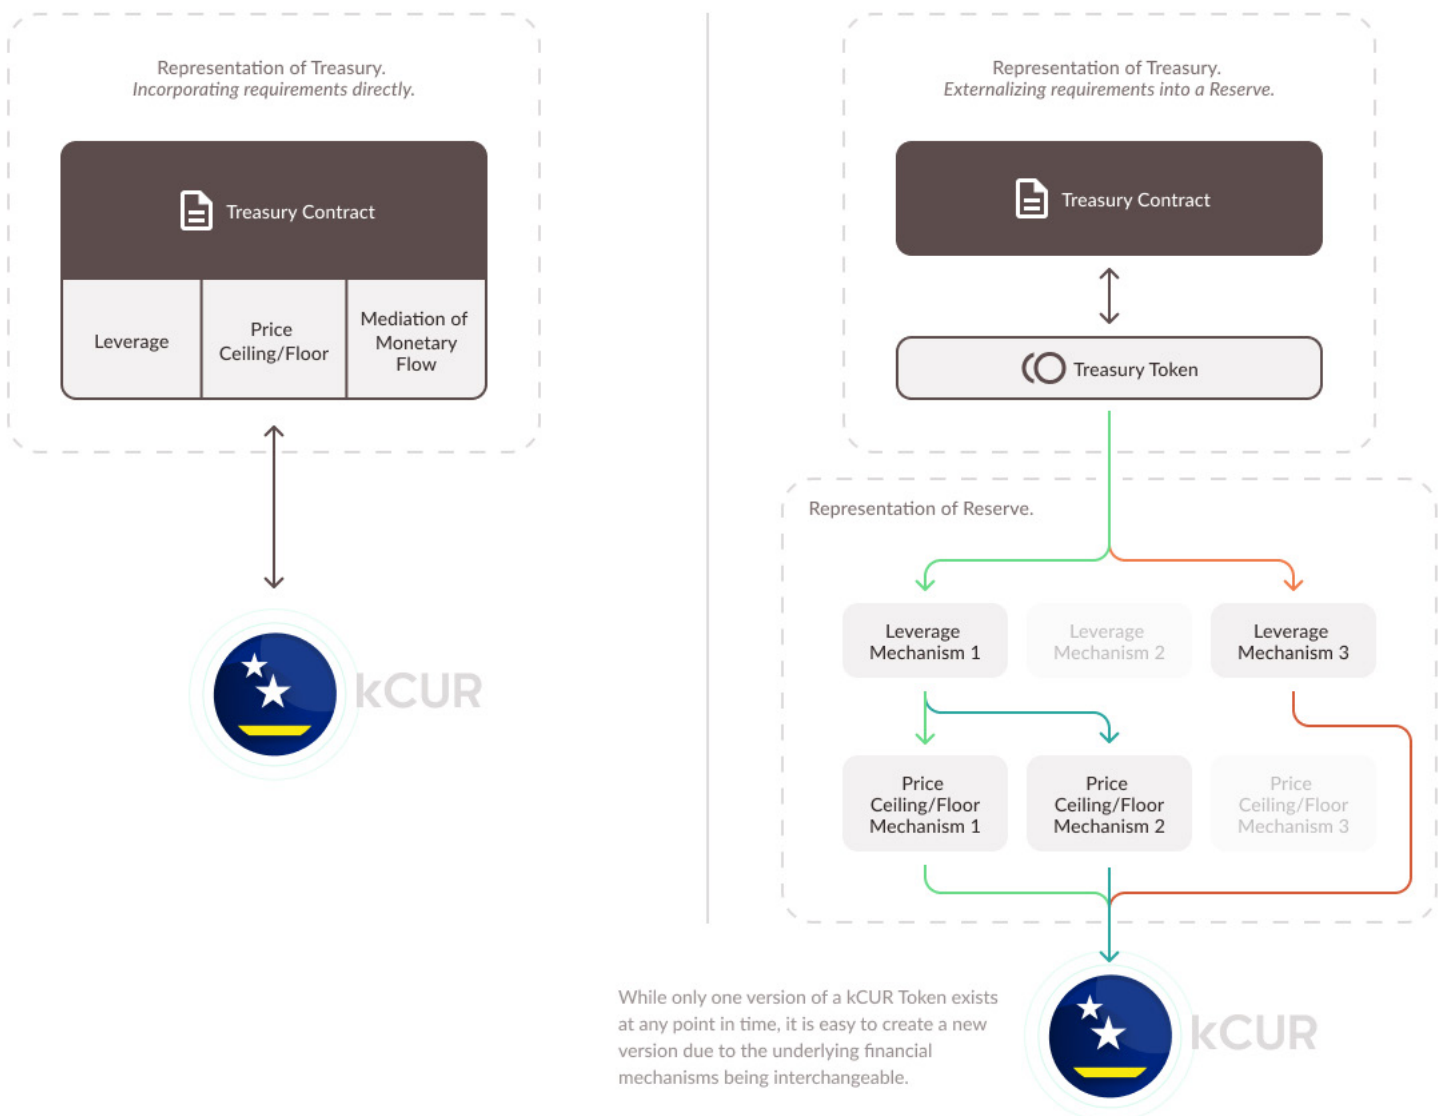 Representation of Treasury.
Incorporating requirements directly.
Treasury Contract
Leverage
Price
Ceiling/Floor
Mediation of
Monetary
Flow
kCUR
Representation of Treasury.
Externalizing requirements into a Reserve.
Treasury Contract
Treasury Token
Representation of Reserve.
Leverage
Mechanism 1
Leverage
Mechanism 2
Leverage
Mechanism 3
Price
Ceiling/Floor
Mechanism 1
Price
Ceiling/Floor
Mechanism 2
Price
Ceiling/Floor
Mechanism 3
While only one version of a kCUR Token exists
at any point in time, it is easy to create a new
version due to the underlying financial
mechanisms being interchangeable.
kCUR